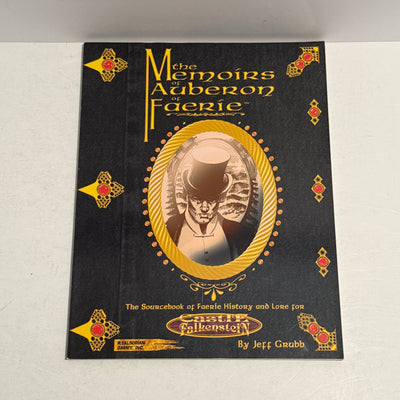 the
Memoirs
of
Auberon
of
Faerie™
The Sourcebook of Faerie History and Lore for
Castle
Falkenstein
By Jeff Grubb
R.TALSORIAN
GAMES, INC.